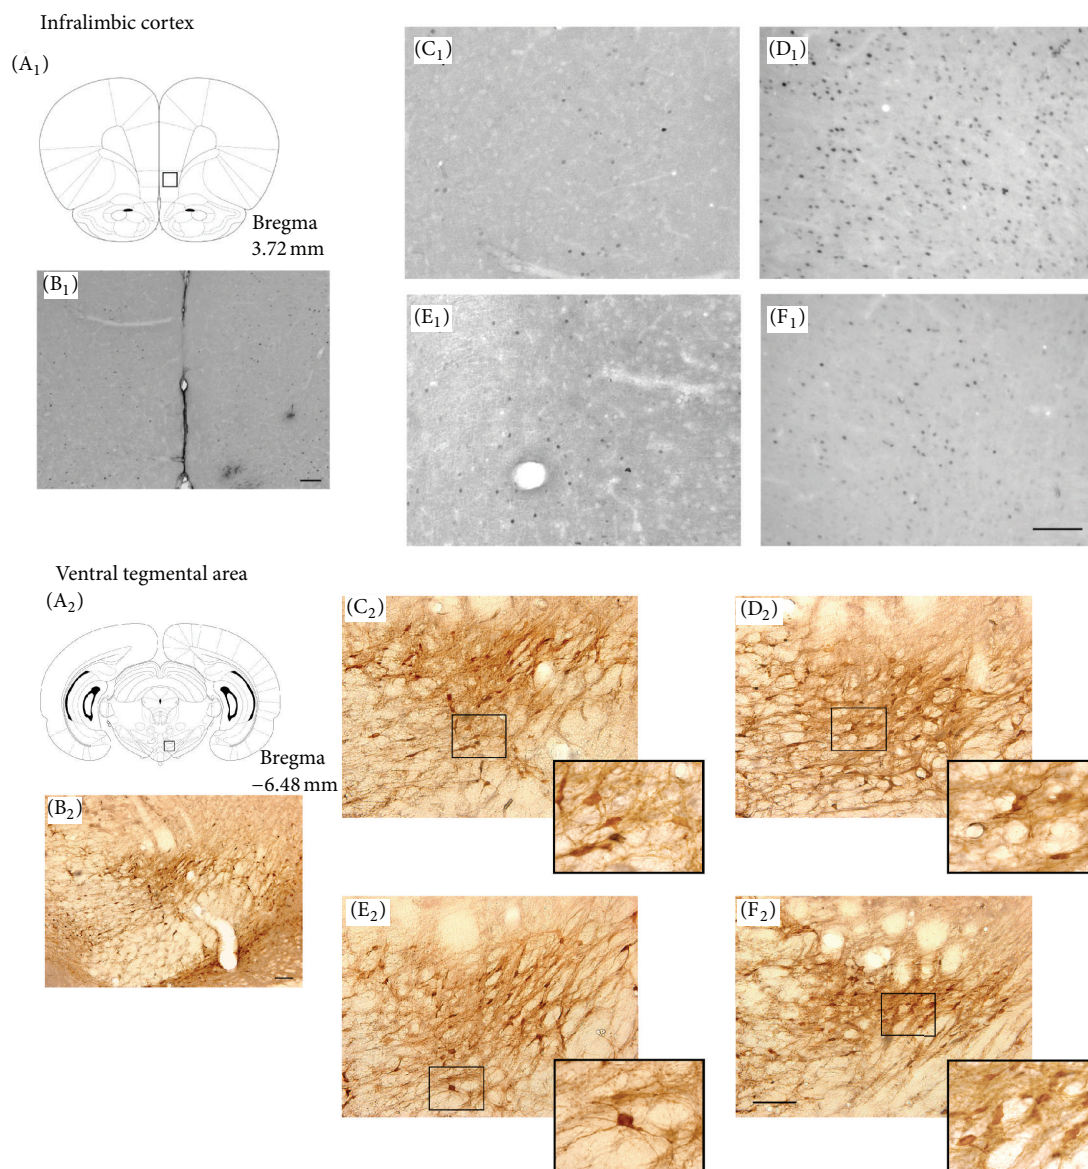 Infralimbic cortex
(A₁)
Bregma
3.72 mm
(B₁)
(C₁)
(D₁)
(E₁)
(F₁)
Ventral tegmental area
(A₂)
Bregma
−6.48 mm
(B₂)
(C₂)
(D₂)
(E₂)
(F₂)